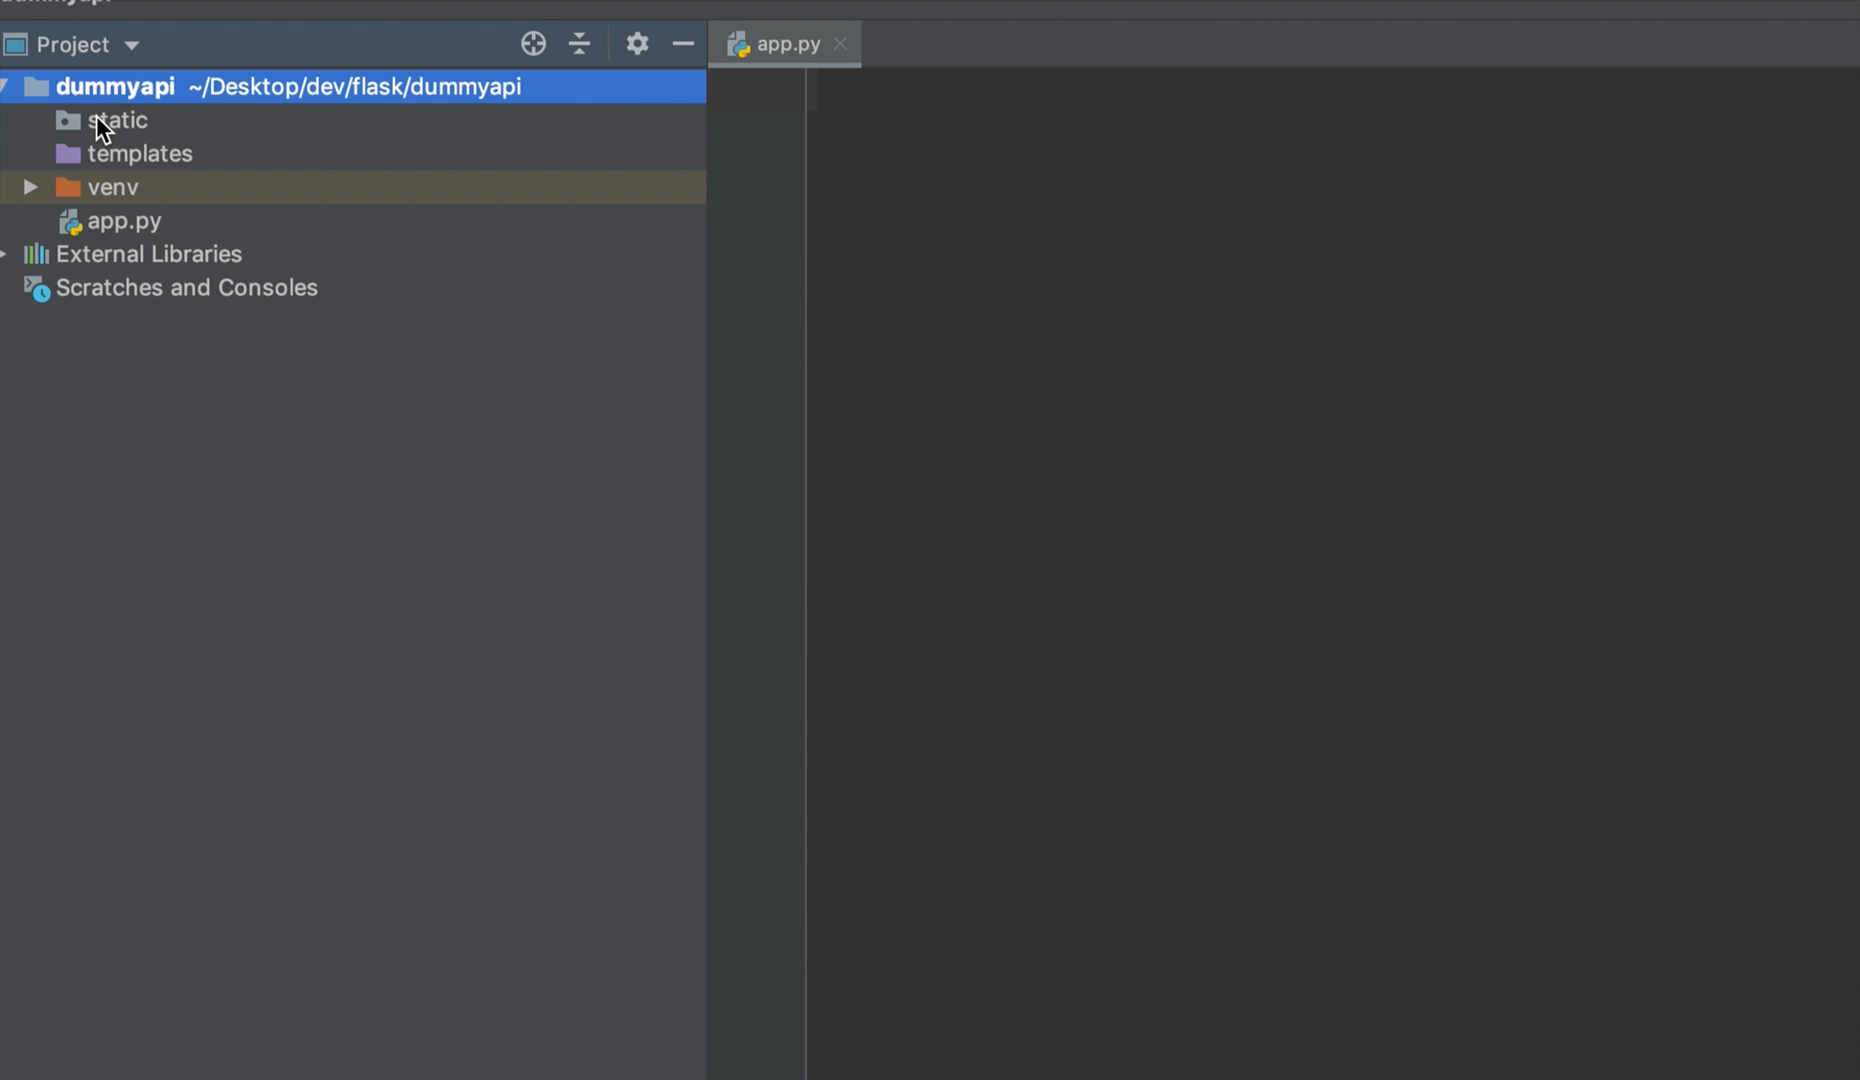 Project
app.py
dummyapi ~/Desktop/dev/flask/dummyapi
static
templates
venv
app.py
External Libraries
Scratches and Consoles